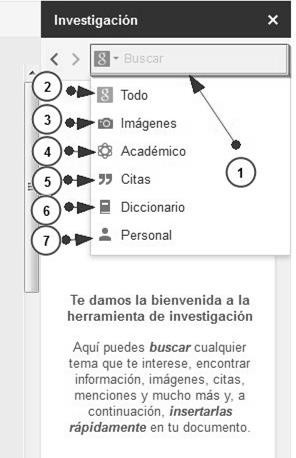 Investigación ×
g Buscar
2 g Todo
3 Imágenes
4 Académico
1
5 Citas
6 Diccionario
7 Personal
Te damos la bienvenida a la
herramienta de investigación
Aquí puedes buscar cualquier
tema que te interese, encontrar
información, imágenes, citas,
menciones y mucho más y, a
continuación, insertarlas
rápidamente en tu documento.